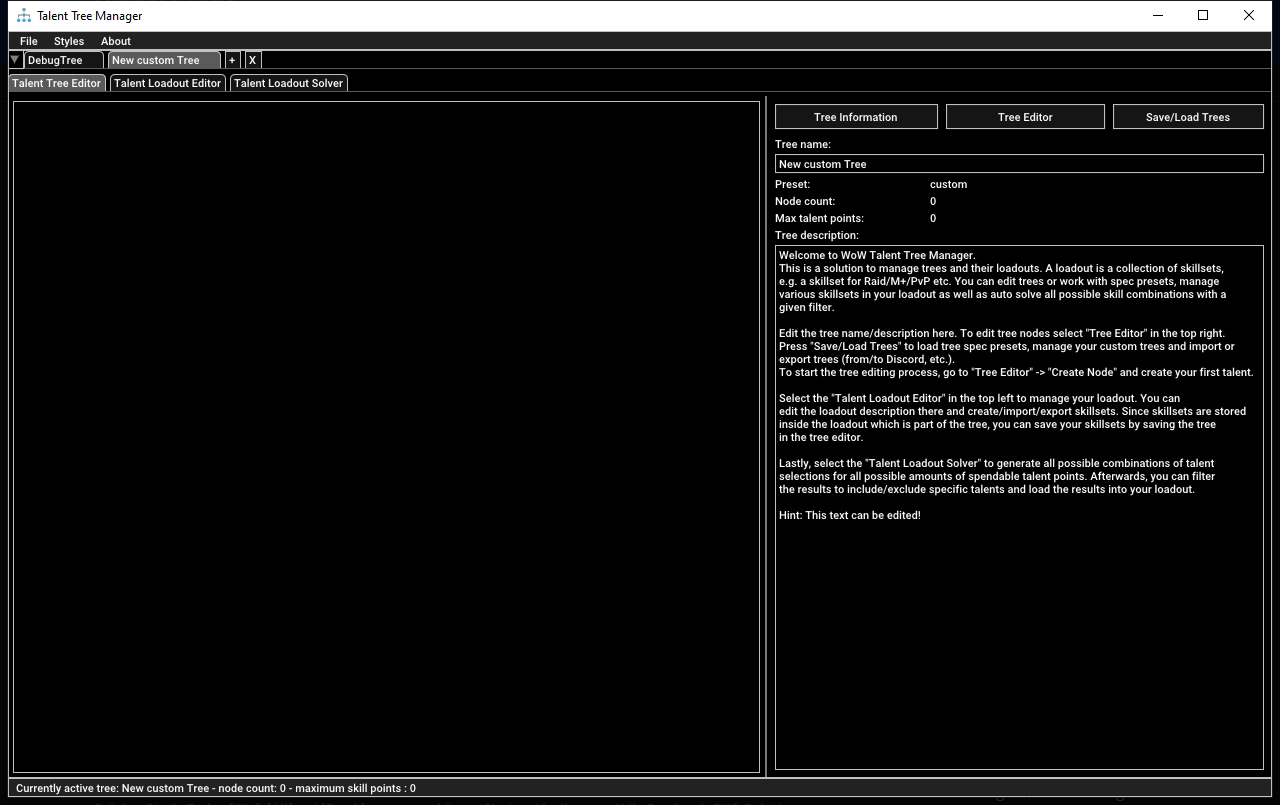 Talent Tree Manager
File Styles About
DebugTree New custom Tree + X
Talent Tree Editor Talent Loadout Editor Talent Loadout Solver
Tree Information Tree Editor Save/Load Trees
Tree name:
New custom Tree
Preset: custom
Node count: 0
Max talent points: 0
Tree description:
Welcome to WoW Talent Tree Manager.
This is a solution to manage trees and their loadouts. A loadout is a collection of skillsets,
e.g. a skillset for Raid/M+/PvP etc. You can edit trees or work with spec presets, manage
various skillsets in your loadout as well as auto solve all possible skill combinations with a
given filter.
Edit the tree name/description here. To edit tree nodes select "Tree Editor" in the top right.
Press "Save/Load Trees" to load tree spec presets, manage your custom trees and import or
export trees (from/to Discord, etc.).
To start the tree editing process, go to "Tree Editor" -> "Create Node" and create your first talent.
Select the "Talent Loadout Editor" in the top left to manage your loadout. You can
edit the loadout description there and create/import/export skillsets. Since skillsets are stored
inside the loadout which is part of the tree, you can save your skillsets by saving the tree
in the tree editor.
Lastly, select the "Talent Loadout Solver" to generate all possible combinations of talent
selections for all possible amounts of spendable talent points. Afterwards, you can filter
the results to include/exclude specific talents and load the results into your loadout.
Hint: This text can be edited!
Currently active tree: New custom Tree - node count: 0 - maximum skill points : 0